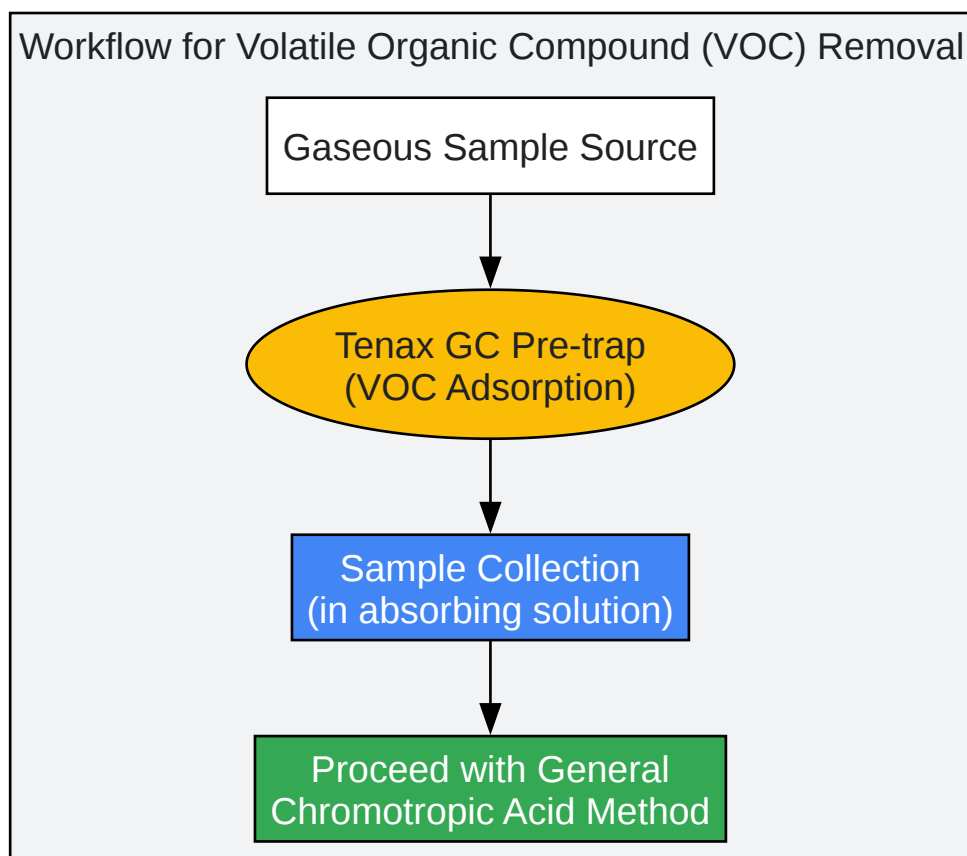 Workflow for Volatile Organic Compound (VOC) Removal
Gaseous Sample Source
Tenax GC Pre-trap
(VOC Adsorption)
Sample Collection
(in absorbing solution)
Proceed with General
Chromotropic Acid Method